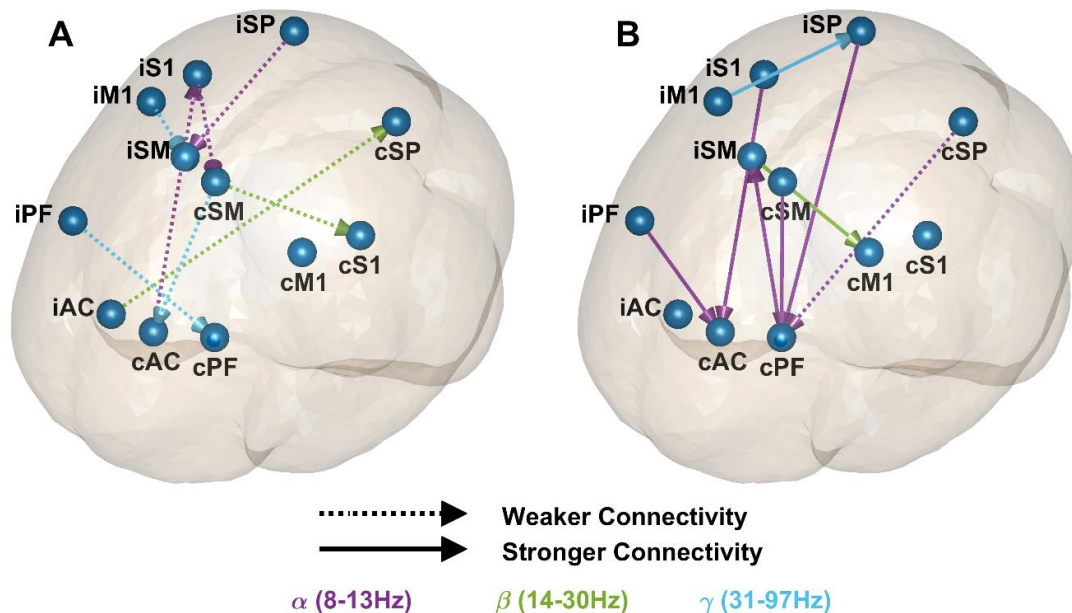 A
iSP
iS1
iM1
iSM
cSP
cSM
iPF
cS1
cM1
iAC
cAC
cPF
B
iSP
iS1
iM1
iSM
cSP
cSM
iPF
cS1
cM1
iAC
cAC
cPF
Weaker Connectivity
Stronger Connectivity
α (8-13Hz) β (14-30Hz) γ (31-97Hz)